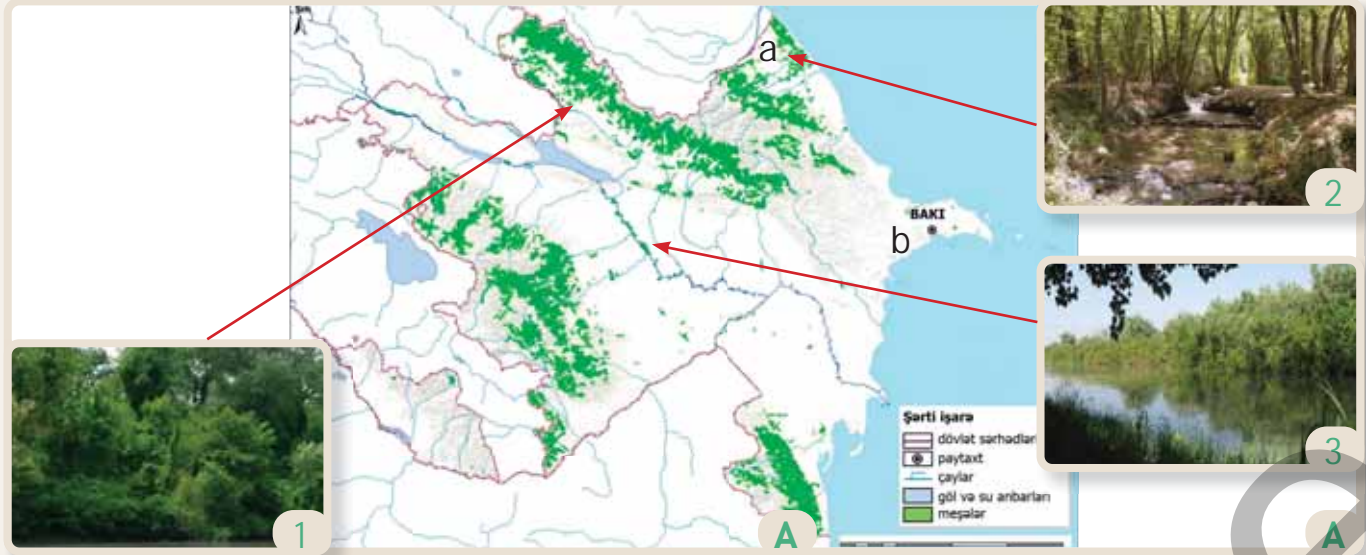 a
2
BAKI
b
Şərti işarə
dövlət sərhədləri
paytaxt
çaylar
göl və su anbarları
meşələr
3
1
A
A